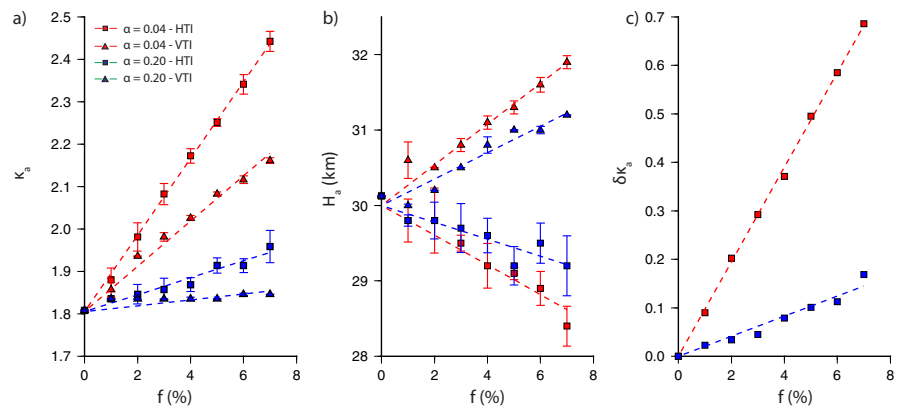 a)
κa
2.5
2.4
2.3
2.2
2.1
2.0
1.9
1.8
1.7
0 2 4 6 8
f (%)
α = 0.04 - HTI
α = 0.04 - VTI
α = 0.20 - HTI
α = 0.20 - VTI
b)
Ha (km)
32
31
30
29
28
0 2 4 6 8
f (%)
c)
δκa
0.7
0.6
0.5
0.4
0.3
0.2
0.1
0.0
0 2 4 6 8
f (%)